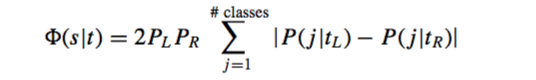 # classes
Φ(s|t) = 2P_L P_R ∑ |P(j|t_L) − P(j|t_R)|
j=1